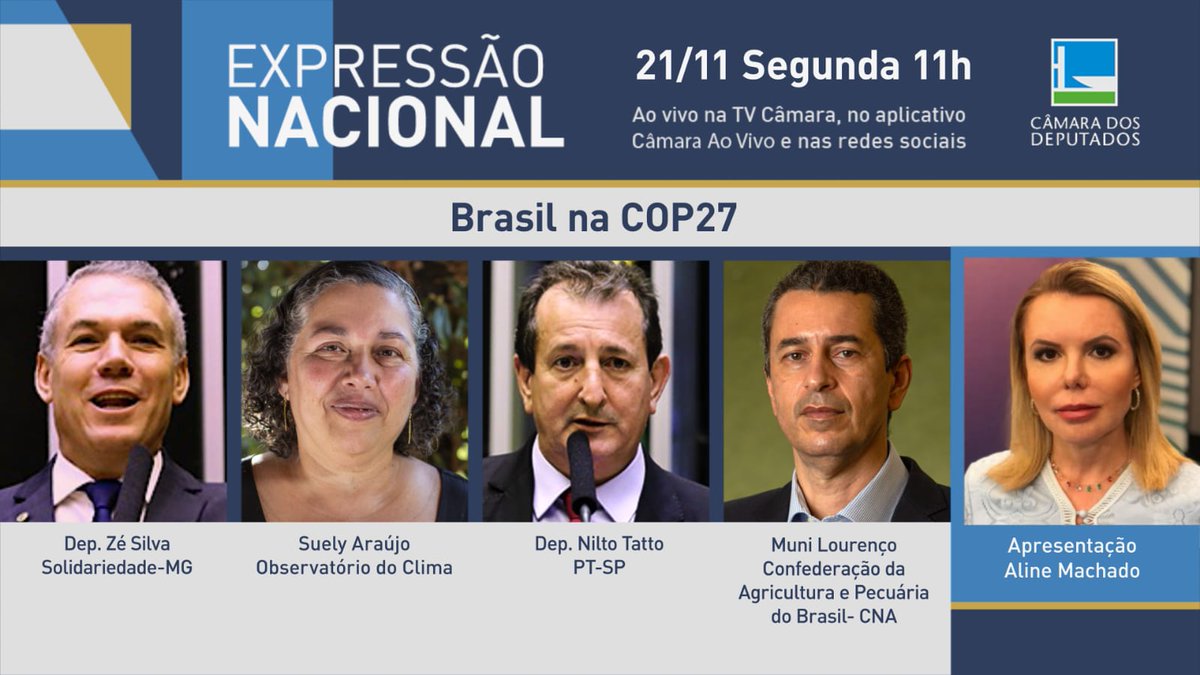 EXPRESSÃO
NACIONAL
21/11 Segunda 11h
Ao vivo na TV Câmara, no aplicativo
Câmara Ao Vivo e nas redes sociais
CÂMARA DOS
DEPUTADOS
Brasil na COP27
Dep. Zé Silva
Solidariedade-MG
Suely Araújo
Observatório do Clima
Dep. Nilto Tatto
PT-SP
Muni Lourenço
Confederação da
Agricultura e Pecuária
do Brasil- CNA
Apresentação
Aline Machado